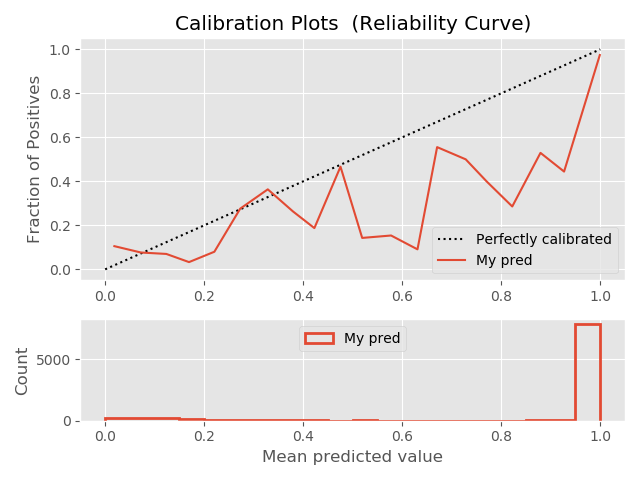 Calibration Plots  (Reliability Curve)
1.0
0.8
0.6
0.4
0.2
0.0
Fraction of Positives
Perfectly calibrated
My pred
0.0 0.2 0.4 0.6 0.8 1.0
My pred
5000
0
Count
0.0 0.2 0.4 0.6 0.8 1.0
Mean predicted value